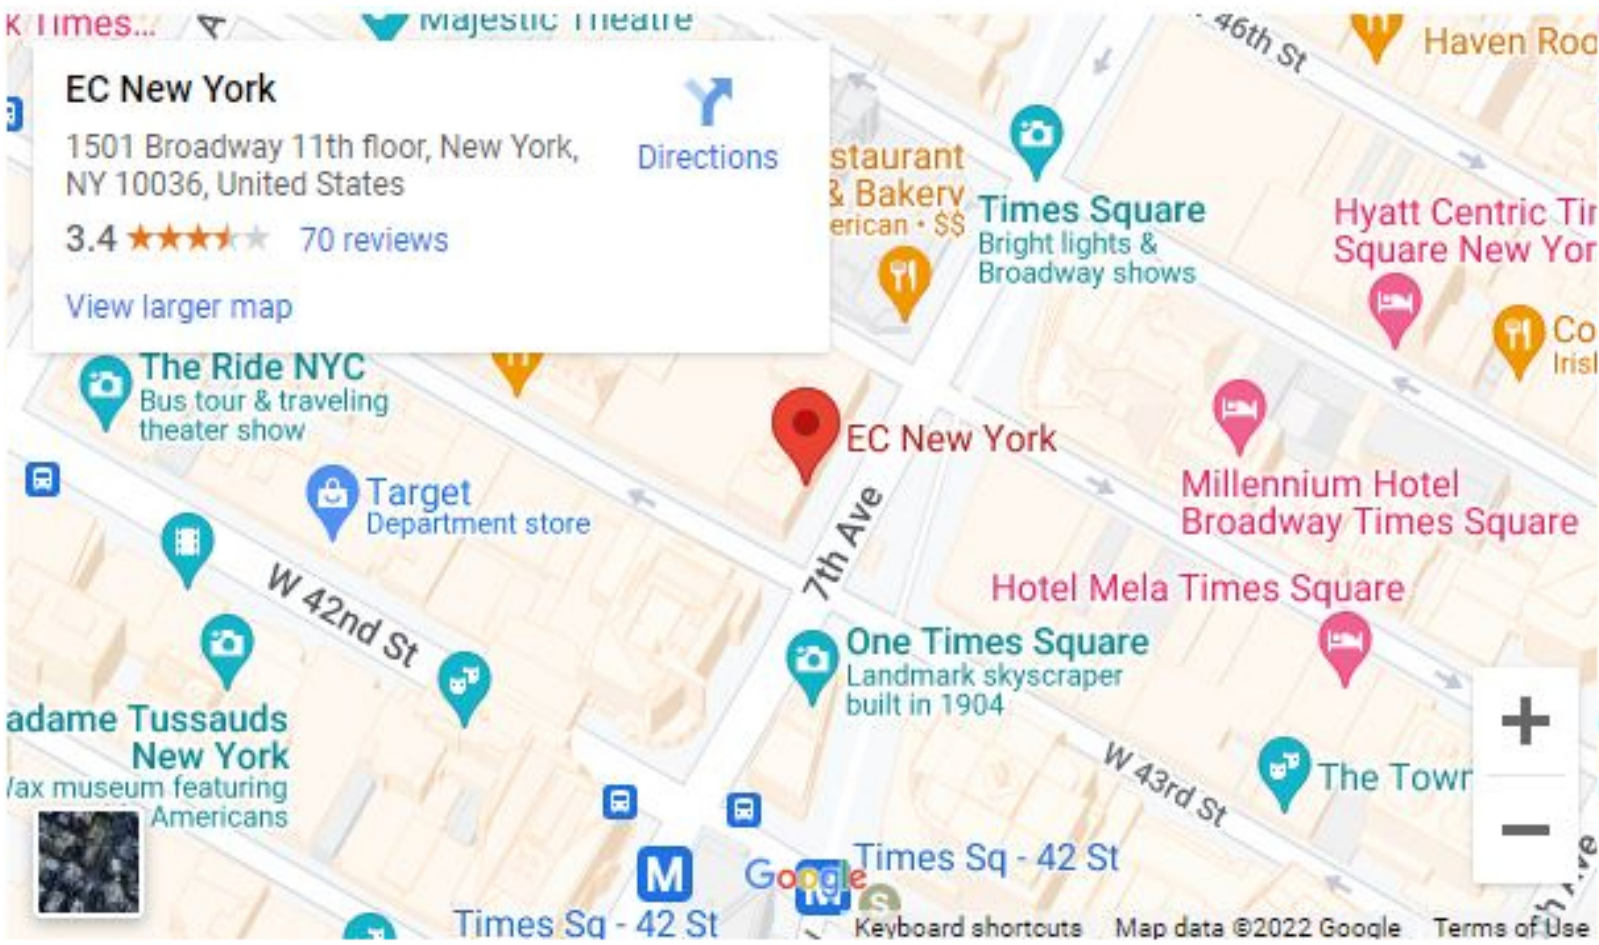 k Times...
Majestic Theatre
W 46th St
Haven Roo
EC New York
1501 Broadway 11th floor, New York,
NY 10036, United States
3.4
70 reviews
View larger map
Directions
staurant
& Bakery
erican • $$
Times Square
Bright lights &
Broadway shows
Hyatt Centric Tir
Square New Yor
Co
Irisl
The Ride NYC
Bus tour & traveling
theater show
EC New York
Target
Department store
7th Ave
Millennium Hotel
Broadway Times Square
W 42nd St
Hotel Mela Times Square
One Times Square
Landmark skyscraper
built in 1904
adame Tussauds
New York
Vax museum featuring
Americans
W 43rd St
The Town
M
Google
M
Times Sq - 42 St
S
Times Sq - 42 St
Keyboard shortcuts
Map data ©2022 Google
Terms of Use